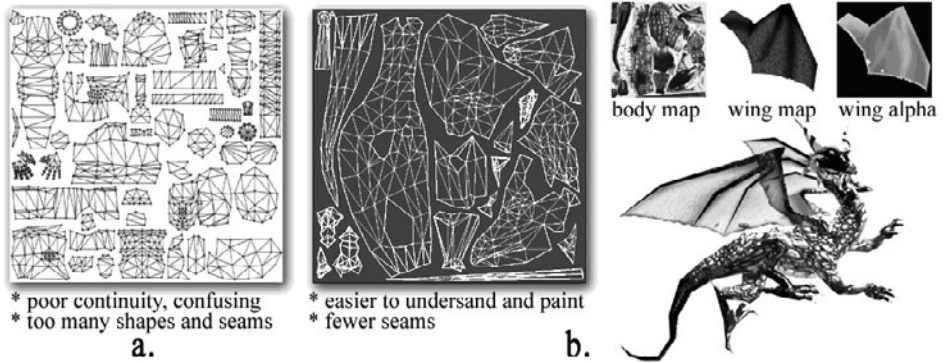 * poor continuity, confusing
* too many shapes and seams
a.
* easier to undersand and paint
* fewer seams
b.
body map
wing map
wing alpha